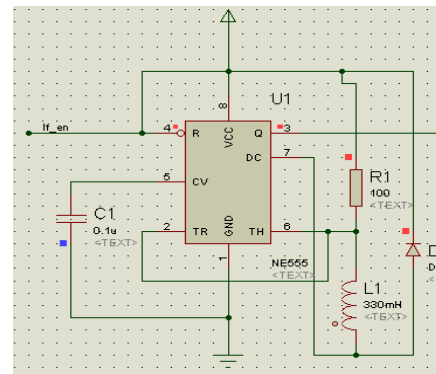 U1
lf_en
4 R VCC 8 Q 3
DC 7
5 CV
C1
0.1u
<TEXT>
2 TR GND 1 TH 6
NE555
<TEXT>
R1
100
<TEXT>
L1
330mH
<TEXT>
D